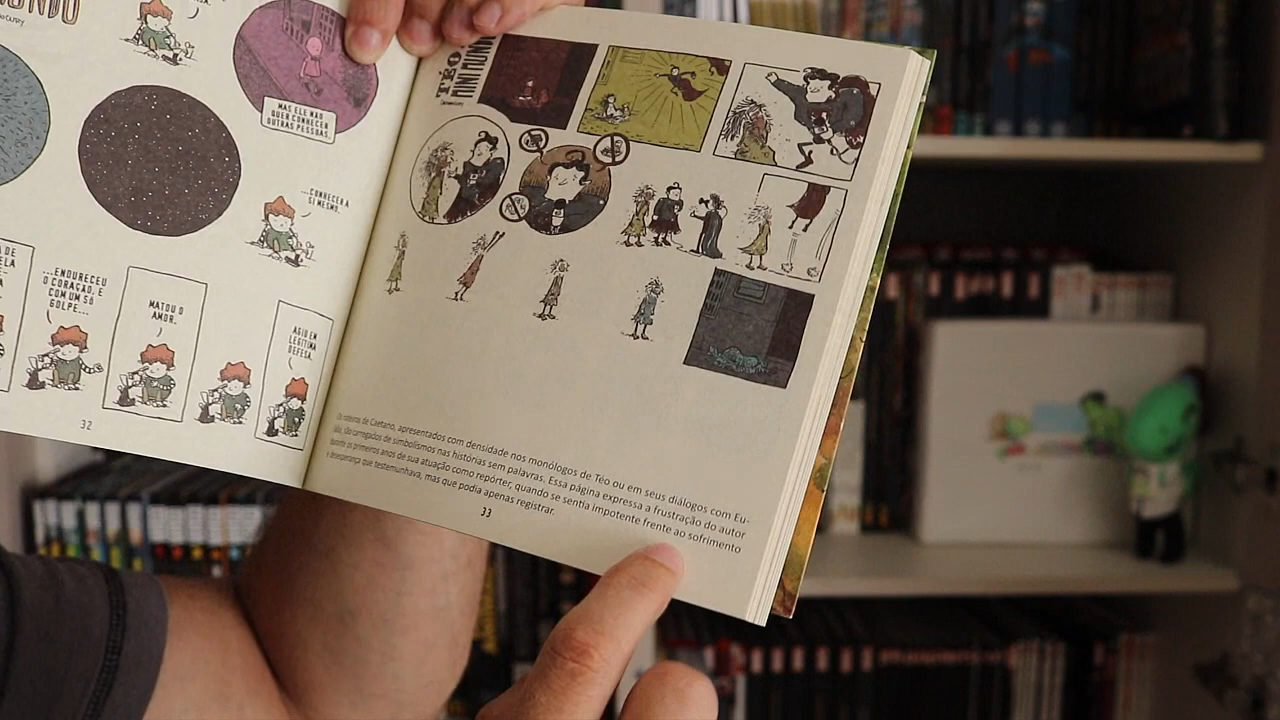 MAS ELE NÃO
QUER CONHECER
OUTRAS PESSOAS.
...CONHECER A
SI MESMO.
...ENDURECEU
O CORAÇÃO, E
COM UM SÓ
GOLPE...
MATOU O
AMOR.
AGIU EM
LEGÍTIMA
DEFESA.
32
TÉO
MINI MUNDO
Os roteiros de Caetano, apresentados com densidade nos monólogos de Téo ou em seus diálogos com Eu-
lália, são carregados de simbolismos nas histórias sem palavras. Essa página expressa a frustração do autor
durante os primeiros anos de sua atuação como repórter, quando se sentia impotente frente ao sofrimento
e desesperança que testemunhava, mas que podia apenas registrar.
33